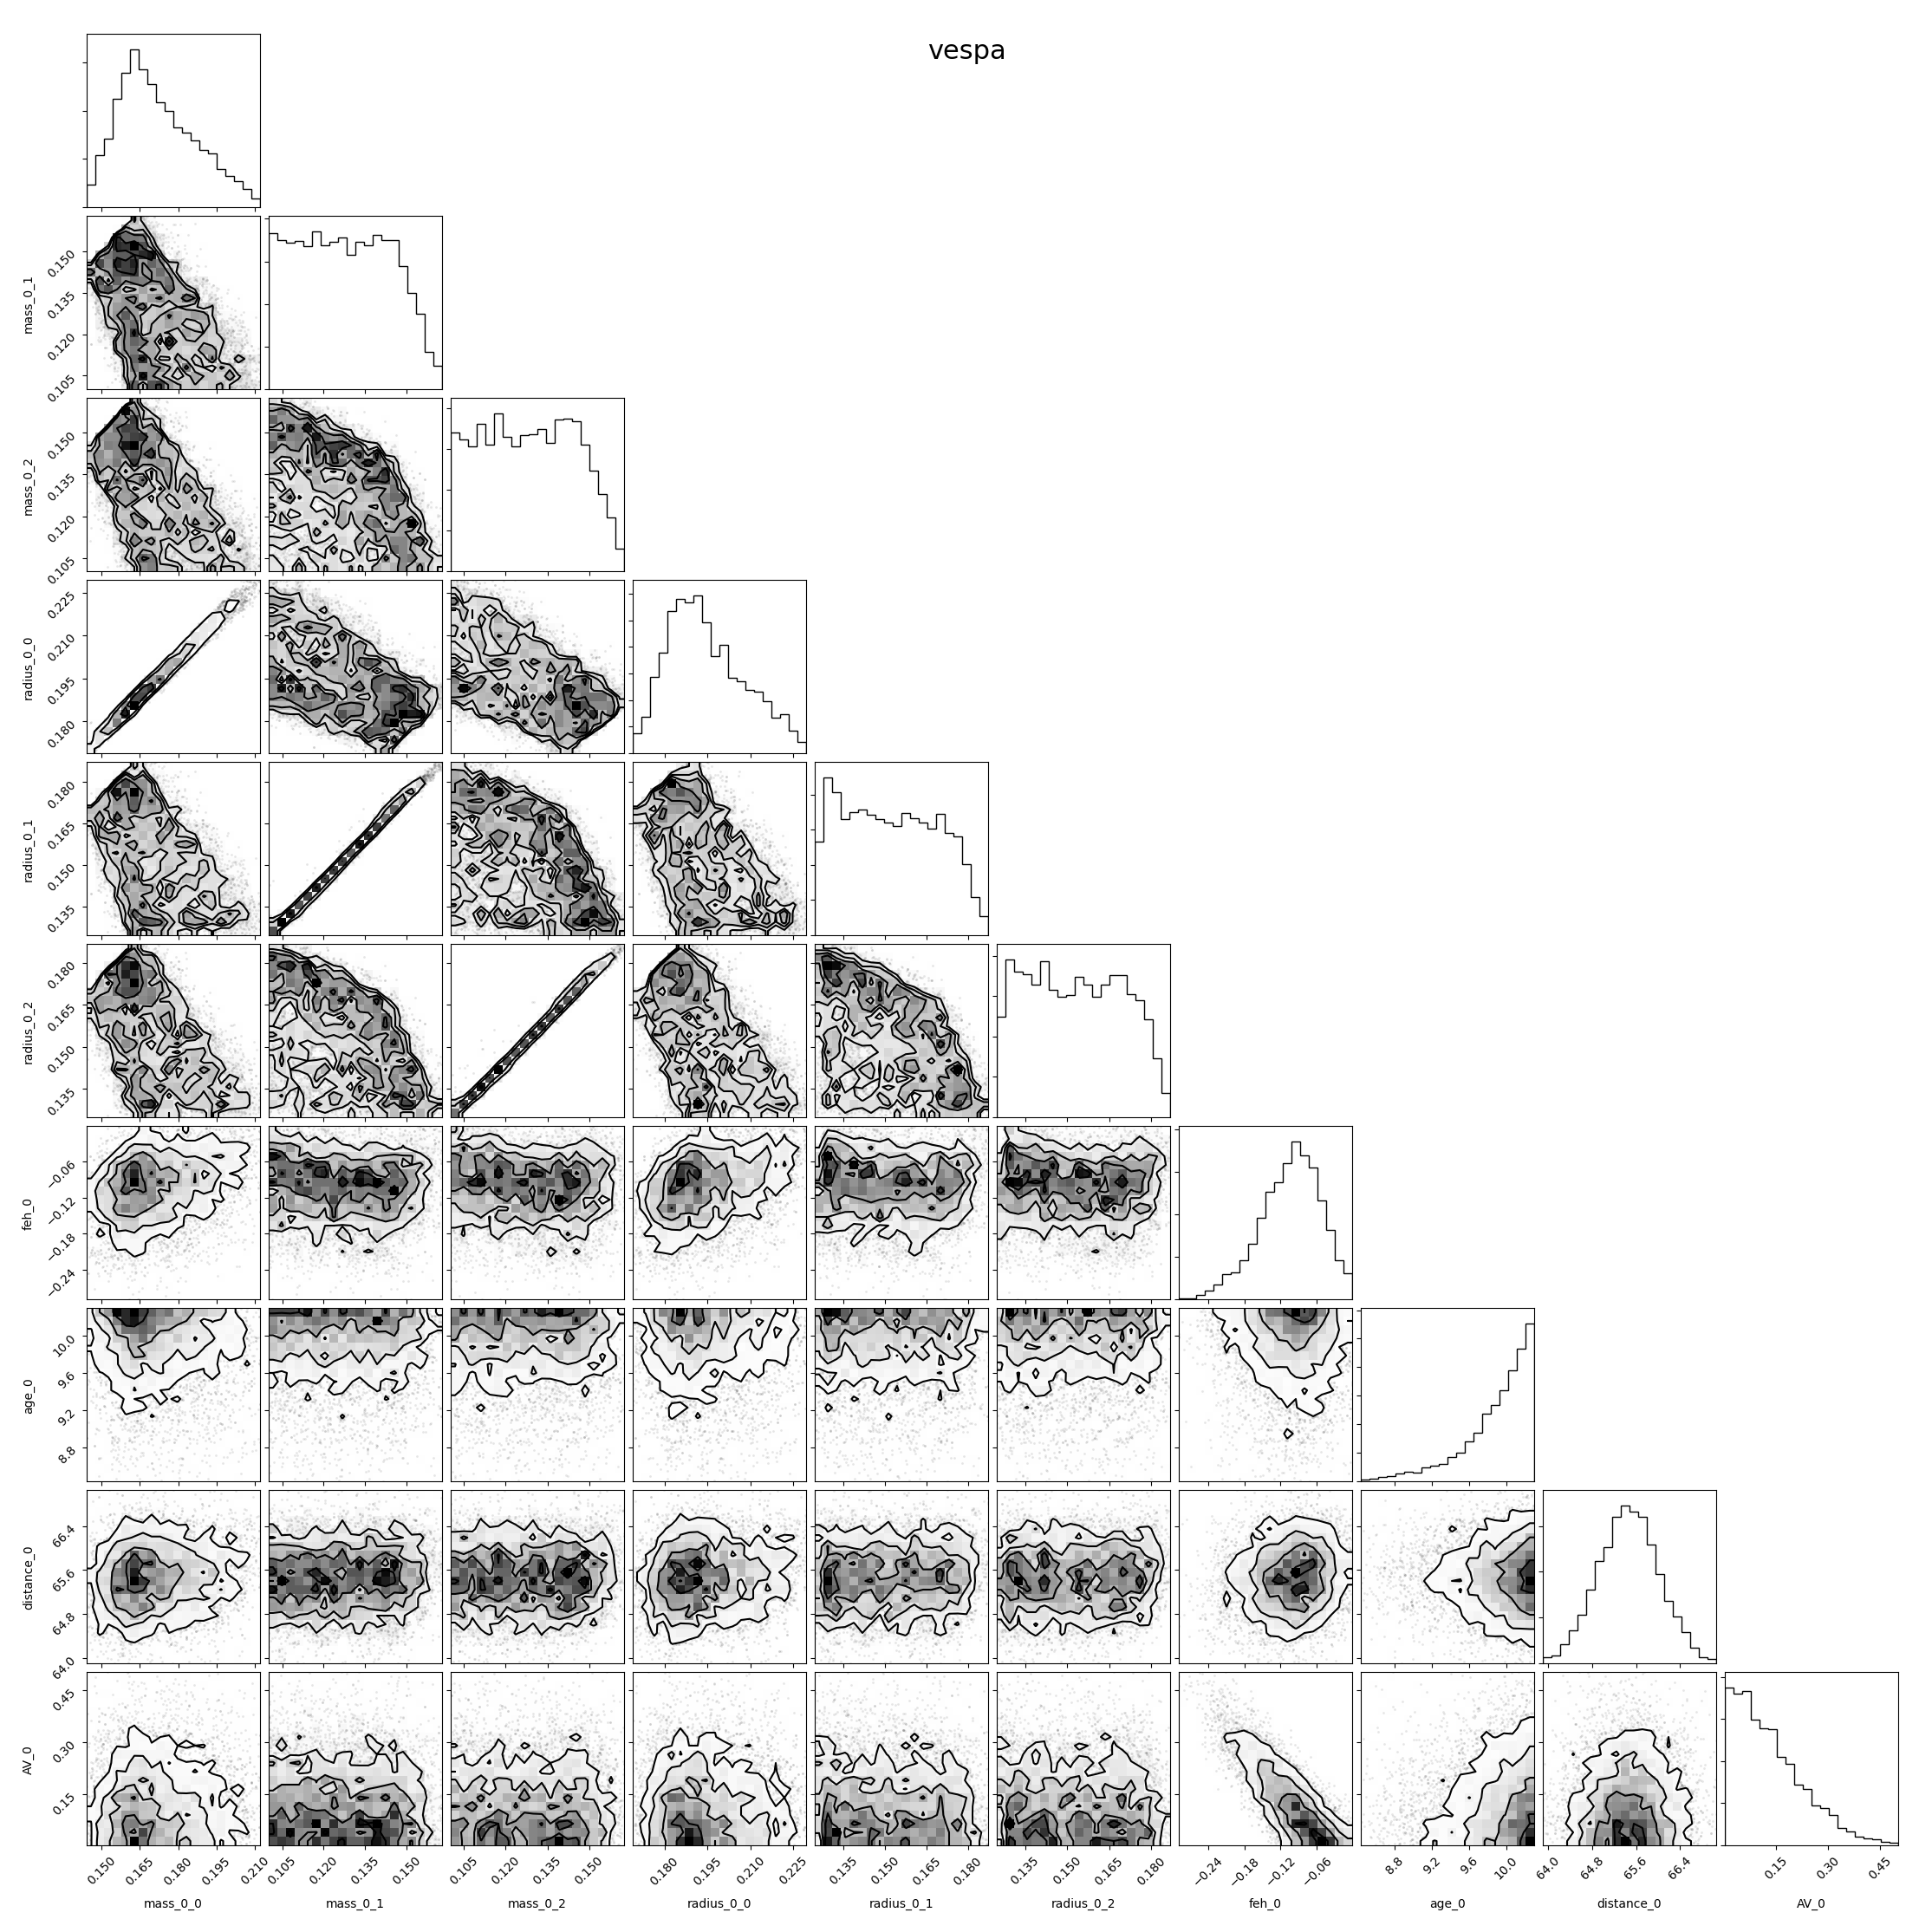 vespa
mass_0_1
0.150
0.135
0.120
0.105
mass_0_2
0.150
0.135
0.120
0.105
radius_0_0
0.225
0.210
0.195
0.180
radius_0_1
0.180
0.165
0.150
0.135
radius_0_2
0.180
0.165
0.150
0.135
feh_0
−0.06
−0.12
−0.18
−0.24
age_0
10.0
9.6
9.2
8.8
distance_0
66.4
65.6
64.8
64.0
AV_0
0.45
0.30
0.15
0.150 0.165 0.180 0.195 0.210 0.105 0.120 0.135 0.150 0.105 0.120 0.135 0.150 0.180 0.195 0.210 0.225 0.135 0.150 0.165 0.180 0.135 0.150 0.165 0.180 −0.24 −0.18 −0.12 −0.06 8.8 9.2 9.6 10.0 64.0 64.8 65.6 66.4 0.15 0.30 0.45
mass_0_0 mass_0_1 mass_0_2 radius_0_0 radius_0_1 radius_0_2 feh_0 age_0 distance_0 AV_0